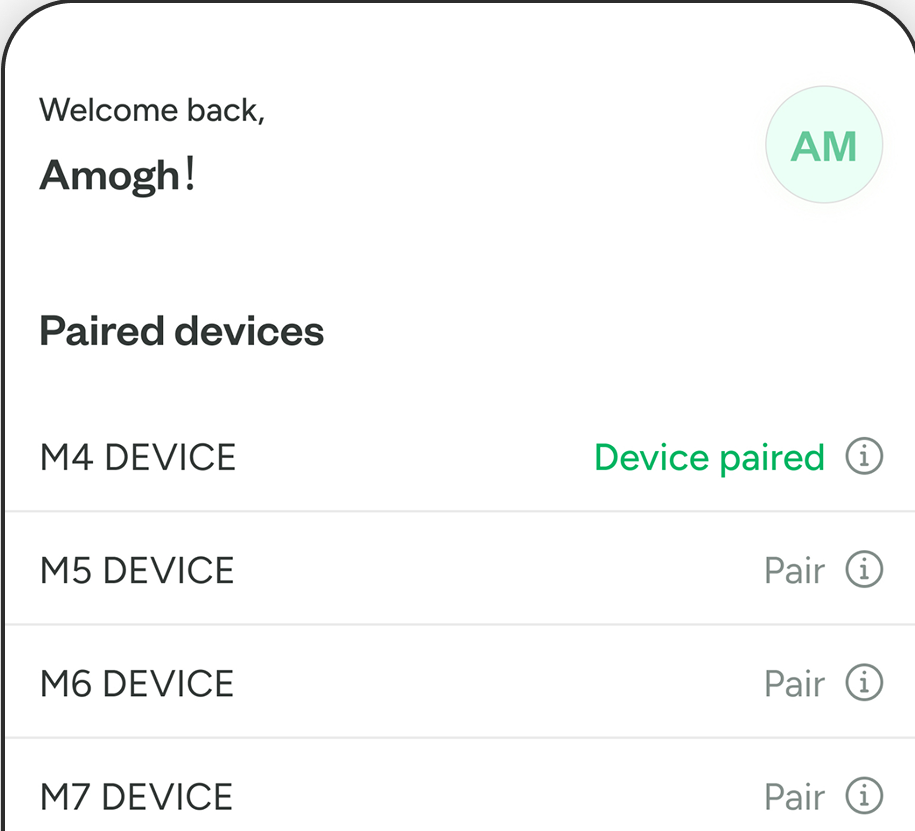 Welcome back,
Amogh!
AM
Paired devices
M4 DEVICE Device paired
M5 DEVICE Pair
M6 DEVICE Pair
M7 DEVICE Pair